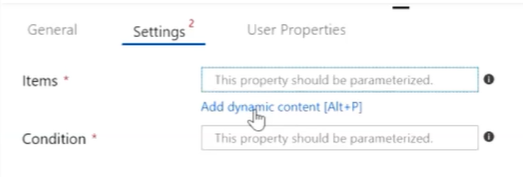 General
Settings 2
User Properties
Items *
This property should be parameterized.
Add dynamic content [Alt+P]
Condition *
This property should be parameterized.